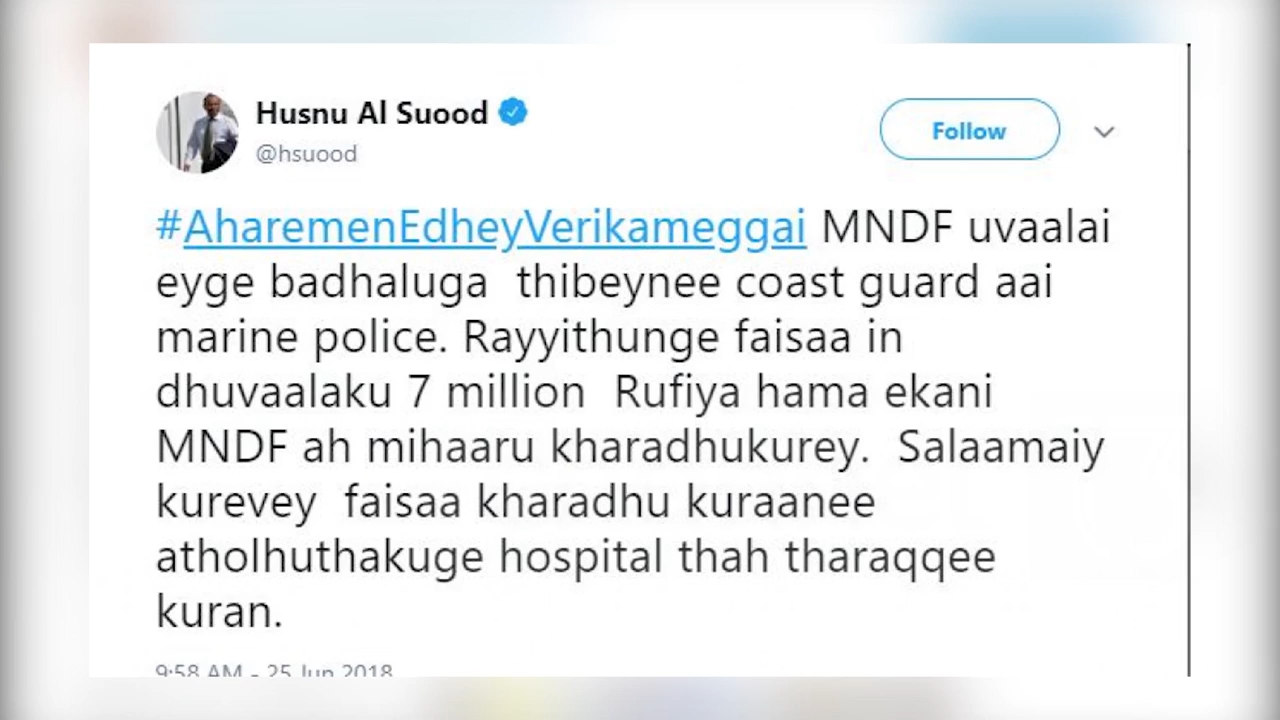 Husnu Al Suood
@hsuood
Follow
#AharemenEdheyVerikameggai MNDF uvaalai
eyge badhaluga thibeynee coast guard aai
marine police. Rayyithunge faisaa in
dhuvaalaku 7 million Rufiya hama ekani
MNDF ah mihaaru kharadhukurey. Salaamaiy
kurevey faisaa kharadhu kuraanee
atholhuthakuge hospital thah tharaqqee
kuran.
9:58 AM - 25 Jun 2018